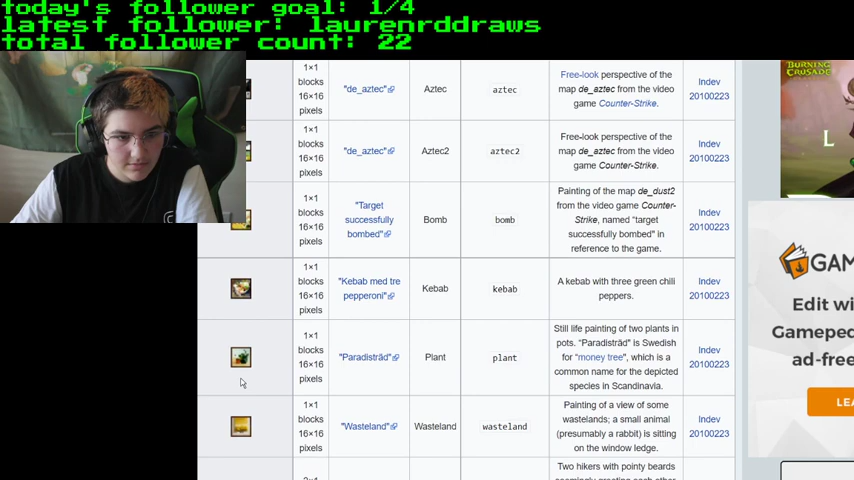 today's follower goal: 1/4
latest follower: laurenrddraws
total follower count: 22
1×1
blocks
16×16
pixels
"de_aztec"
Aztec
aztec
Free-look perspective of the
map de_aztec from the video
game Counter-Strike.
Indev
20100223
1×1
blocks
16×16
pixels
"de_aztec"
Aztec2
aztec2
Free-look perspective of the
map de_aztec from the video
game Counter-Strike.
Indev
20100223
1×1
blocks
16×16
pixels
"Target
successfully
bombed"
Bomb
bomb
Painting of the map de_dust2
from the video game Counter-
Strike, named "target
successfully bombed" in
reference to the game.
Indev
20100223
1×1
blocks
16×16
pixels
"Kebab med tre
pepperoni"
Kebab
kebab
A kebab with three green chili
peppers.
Indev
20100223
1×1
blocks
16×16
pixels
"Paradisträd"
Plant
plant
Still life painting of two plants in
pots. "Paradisträd" is Swedish
for "money tree", which is a
common name for the depicted
species in Scandinavia.
Indev
20100223
1×1
blocks
16×16
pixels
"Wasteland"
Wasteland
wasteland
Painting of a view of some
wastelands; a small animal
(presumably a rabbit) is sitting
on the window ledge.
Indev
20100223
Two hikers with pointy beards
BURNING
CRUSADE
L
GAM
Edit wi
Gameped
ad-free
LEA